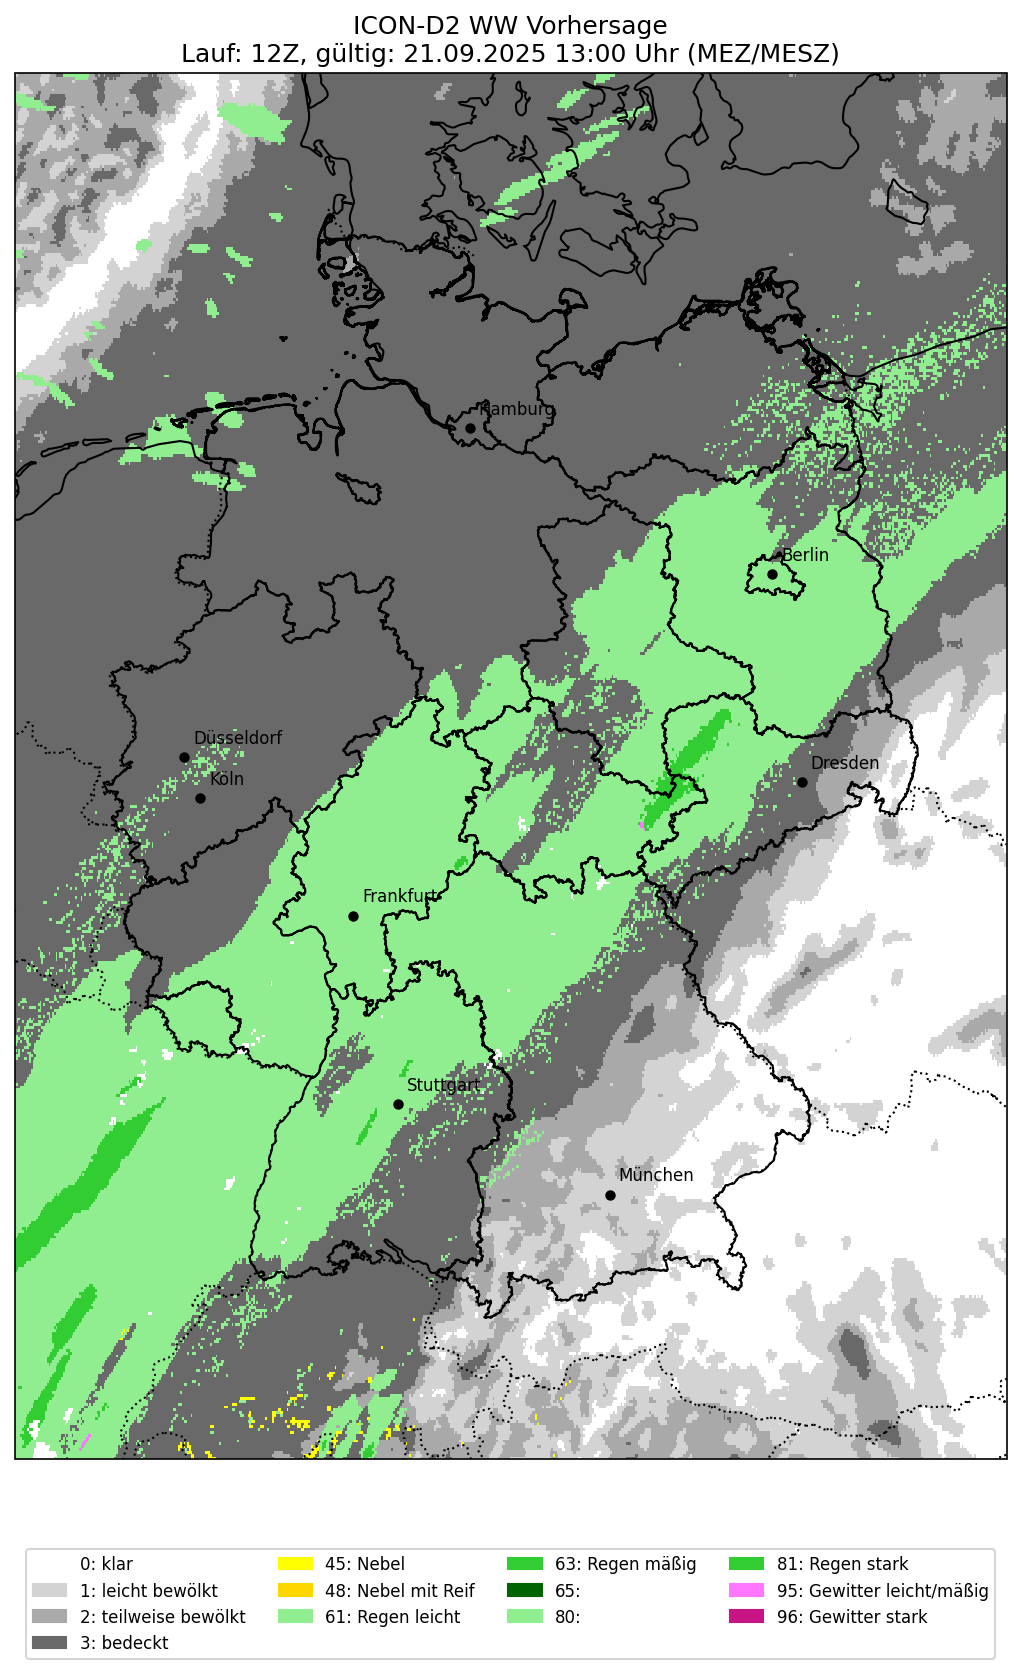 ICON-D2 WW Vorhersage
Lauf: 12Z, gültig: 21.09.2025 13:00 Uhr (MEZ/MESZ)
Hamburg
Berlin
Düsseldorf
Köln
Dresden
Frankfurt
Stuttgart
München
0: klar
1: leicht bewölkt
2: teilweise bewölkt
3: bedeckt
45: Nebel
48: Nebel mit Reif
61: Regen leicht
63: Regen mäßig
65:
80:
81: Regen stark
95: Gewitter leicht/mäßig
96: Gewitter stark